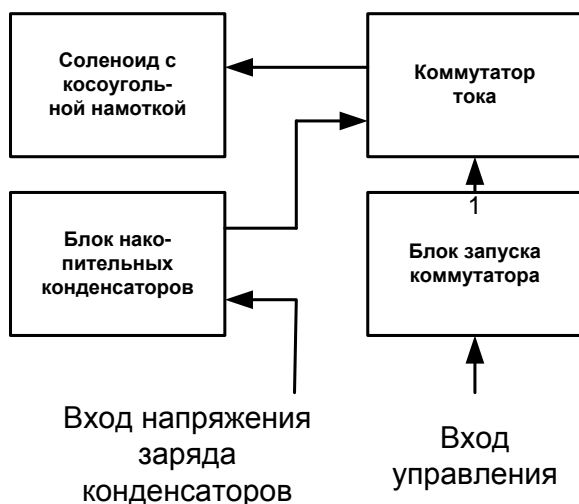 Соленоид с
косоуголь-
ной намоткой
Коммутатор
тока
1
Блок нако-
пительных
конденсаторов
Блок запуска
коммутатора
Вход напряжения
заряда
конденсаторов
Вход
управления